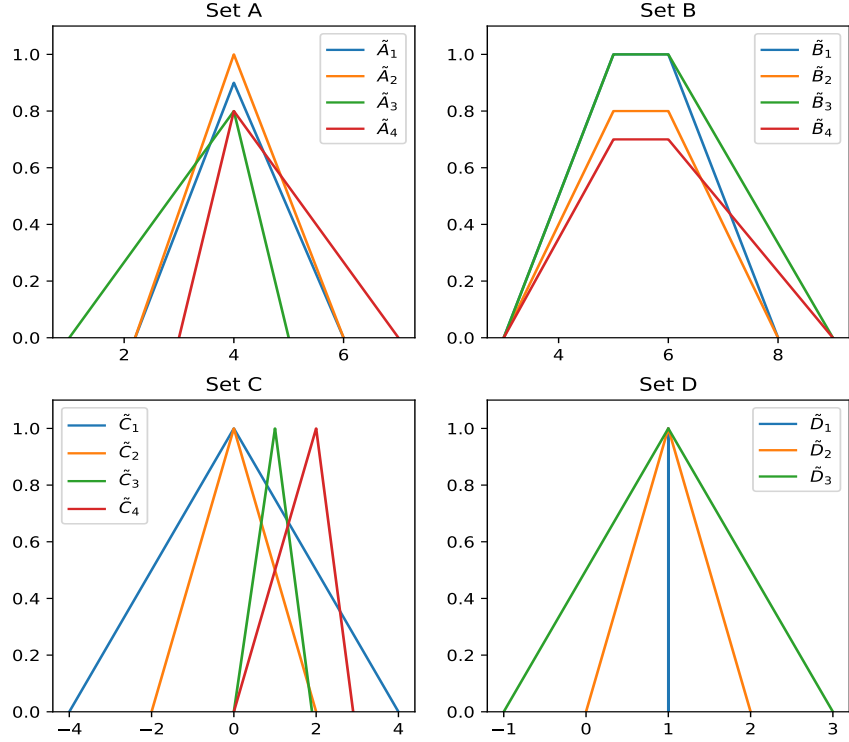 Set A
1.0
0.8
0.6
0.4
0.2
0.0
2 4 6
Ã₁
Ã₂
Ã₃
Ã₄
Set B
1.0
0.8
0.6
0.4
0.2
0.0
4 6 8
B̃₁
B̃₂
B̃₃
B̃₄
Set C
1.0
0.8
0.6
0.4
0.2
0.0
−4 −2 0 2 4
C̃₁
C̃₂
C̃₃
C̃₄
Set D
1.0
0.8
0.6
0.4
0.2
0.0
−1 0 1 2 3
D̃₁
D̃₂
D̃₃